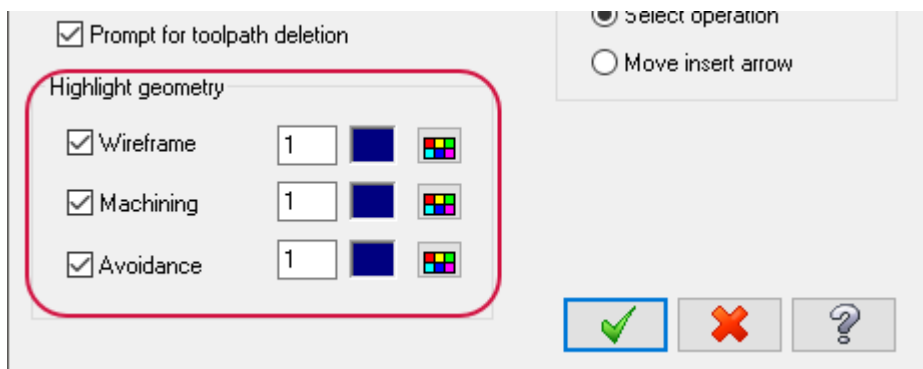 Prompt for toolpath deletion
Select operation
Move insert arrow
Highlight geometry
Wireframe 1
Machining 1
Avoidance 1